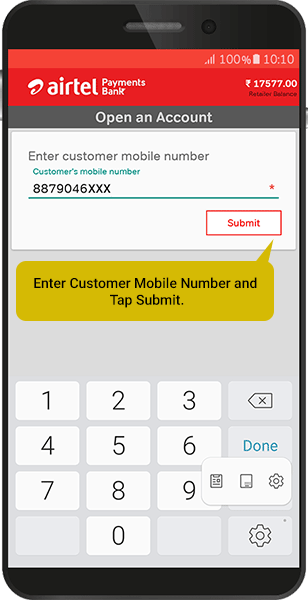 100% 10:10
airtel Payments Bank
₹ 17577.00
Retailer Balance
Open an Account
Enter customer mobile number
Customer's mobile number
8879046XXX *
Submit
Enter Customer Mobile Number and
Tap Submit.
1 2 3
4 5 6 Done
7 8 9
0